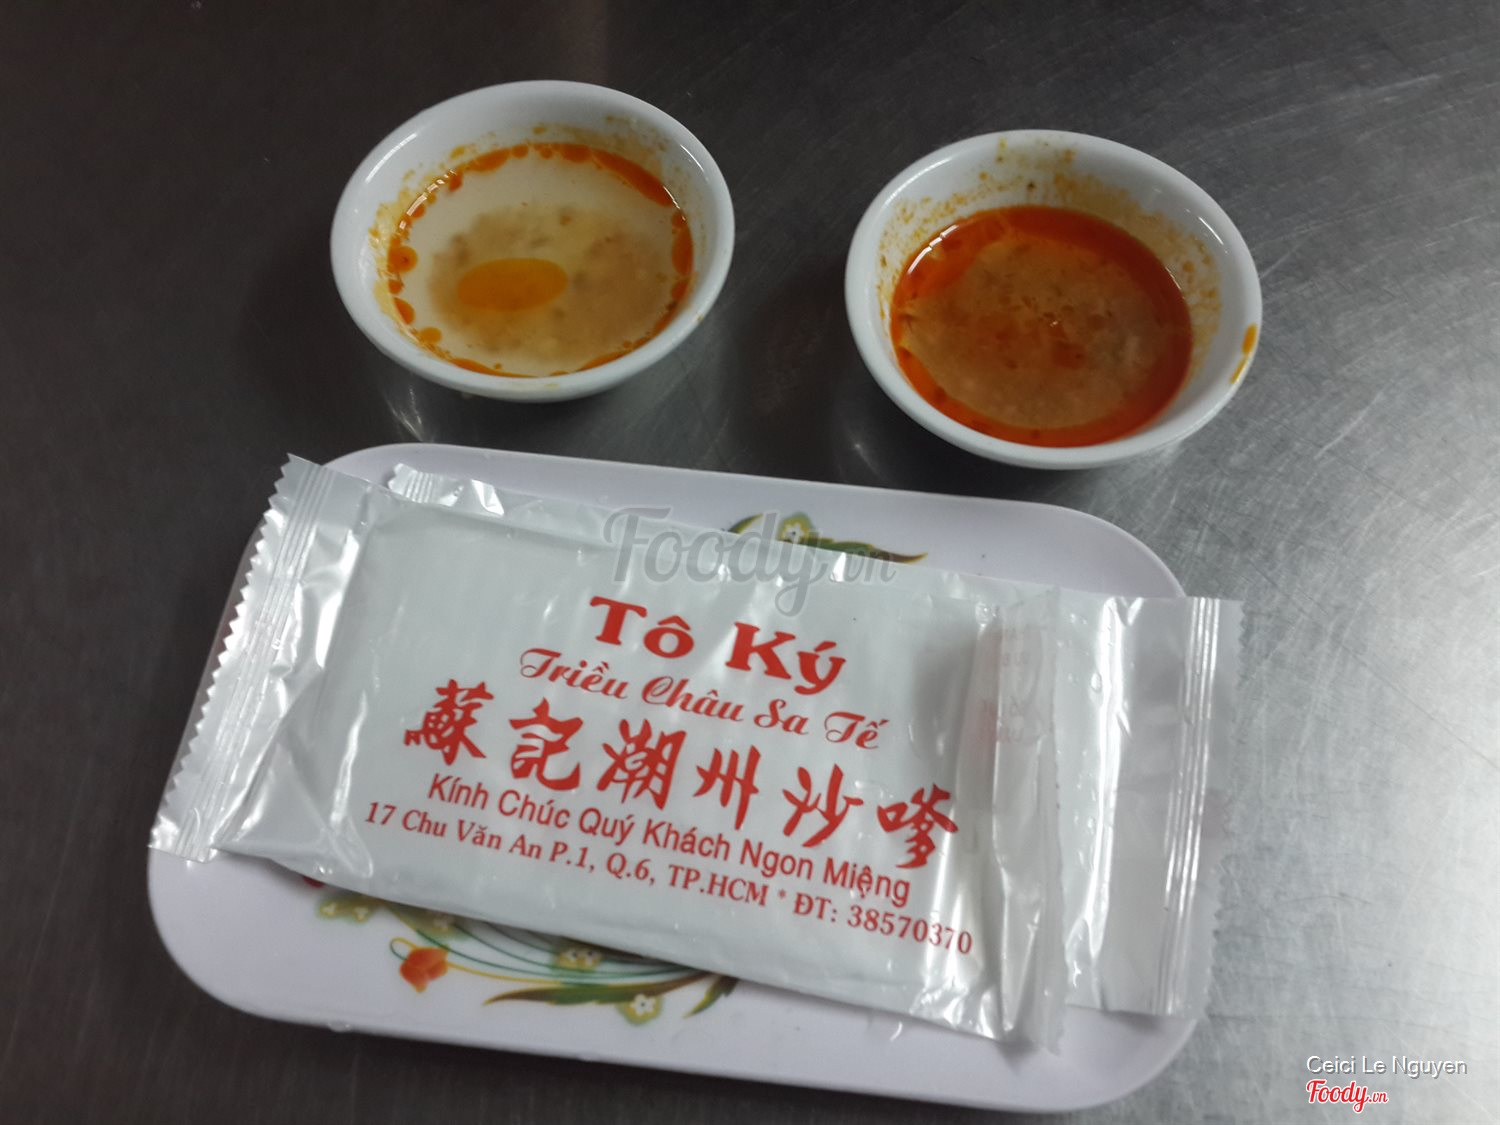 Foody.vn
Tô Ký
Triều Châu Sa Tế
蘇記潮州沙嗲
Kính Chúc Quý Khách Ngon Miệng
17 Chu Văn An P.1, Q.6, TP.HCM * ĐT: 38570370
Ceici Le Nguyen
Foody.vn